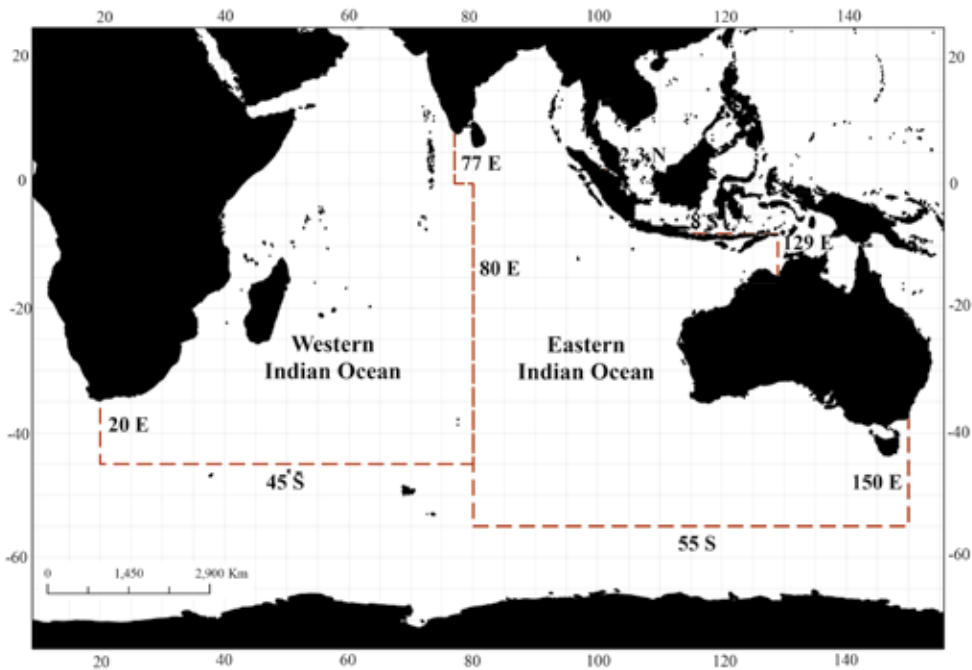 20 40 60 80 100 120 140
20 20
77 E
2.3 N
0 0
8 S
129 E
80 E
-20 -20
Western Eastern
Indian Ocean Indian Ocean
20 E
-40 -40
45 S
150 E
55 S
-60 -60
0 1,450 2,900 Km
20 40 60 80 100 120 140